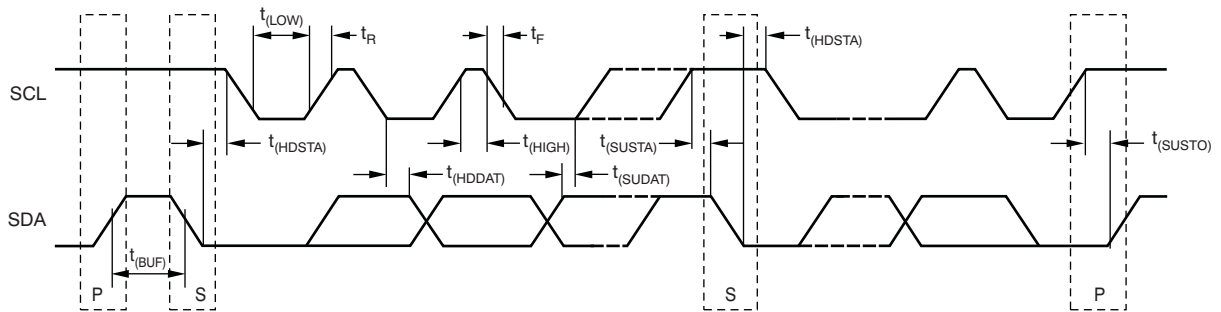 t(LOW)
tR
tF
t(HDSTA)
SCL
t(HDSTA)
t(HIGH)
t(SUSTA)
t(SUSTO)
t(HDDAT)
t(SUDAT)
SDA
t(BUF)
P
S
S
P